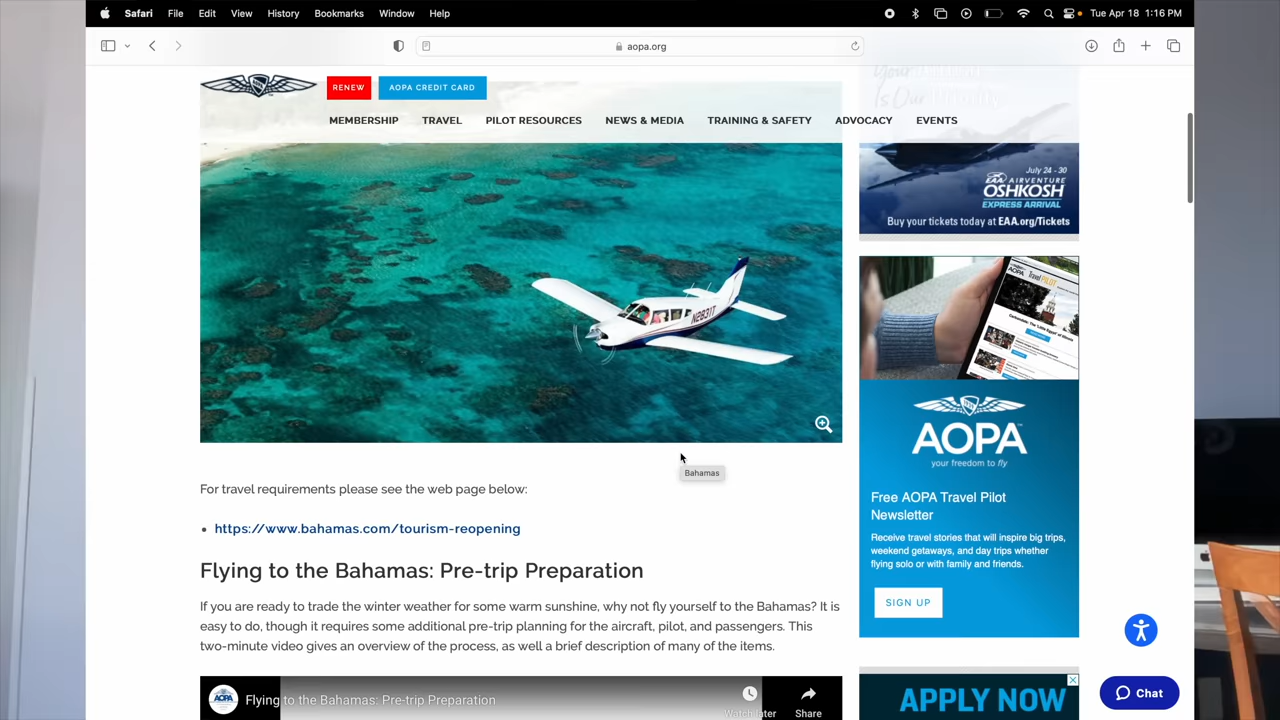 Safari File Edit View History Bookmarks Window Help Tue Apr 18 1:16 PM
aopa.org
RENEW AOPA CREDIT CARD
MEMBERSHIP TRAVEL PILOT RESOURCES NEWS & MEDIA TRAINING & SAFETY ADVOCACY EVENTS
Is Our Priority
July 24 - 30
EAA AIRVENTURE
OSHKOSH
EXPRESS ARRIVAL
Buy your tickets today at EAA.org/Tickets
N2831T
Bahamas
AOPA
your freedom to fly
Free AOPA Travel Pilot
Newsletter
Receive travel stories that will inspire big trips,
weekend getaways, and day trips whether
flying solo or with family and friends.
SIGN UP
For travel requirements please see the web page below:
• https://www.bahamas.com/tourism-reopening
Flying to the Bahamas: Pre-trip Preparation
If you are ready to trade the winter weather for some warm sunshine, why not fly yourself to the Bahamas? It is
easy to do, though it requires some additional pre-trip planning for the aircraft, pilot, and passengers. This
two-minute video gives an overview of the process, as well a brief description of many of the items.
AOPA
Flying to the Bahamas: Pre-trip Preparation
Watch later Share
APPLY NOW
Chat